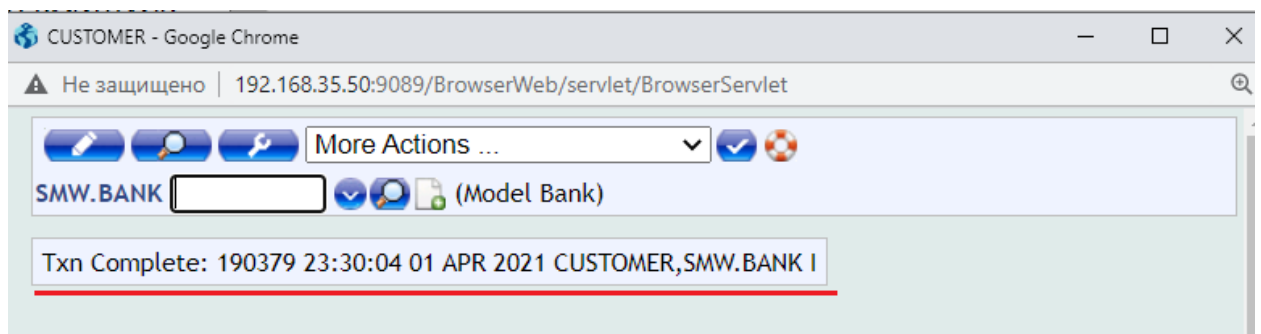 CUSTOMER - Google Chrome
Не защищено | 192.168.35.50:9089/BrowserWeb/servlet/BrowserServlet
More Actions ...
SMW.BANK (Model Bank)
Txn Complete: 190379 23:30:04 01 APR 2021 CUSTOMER,SMW.BANK I